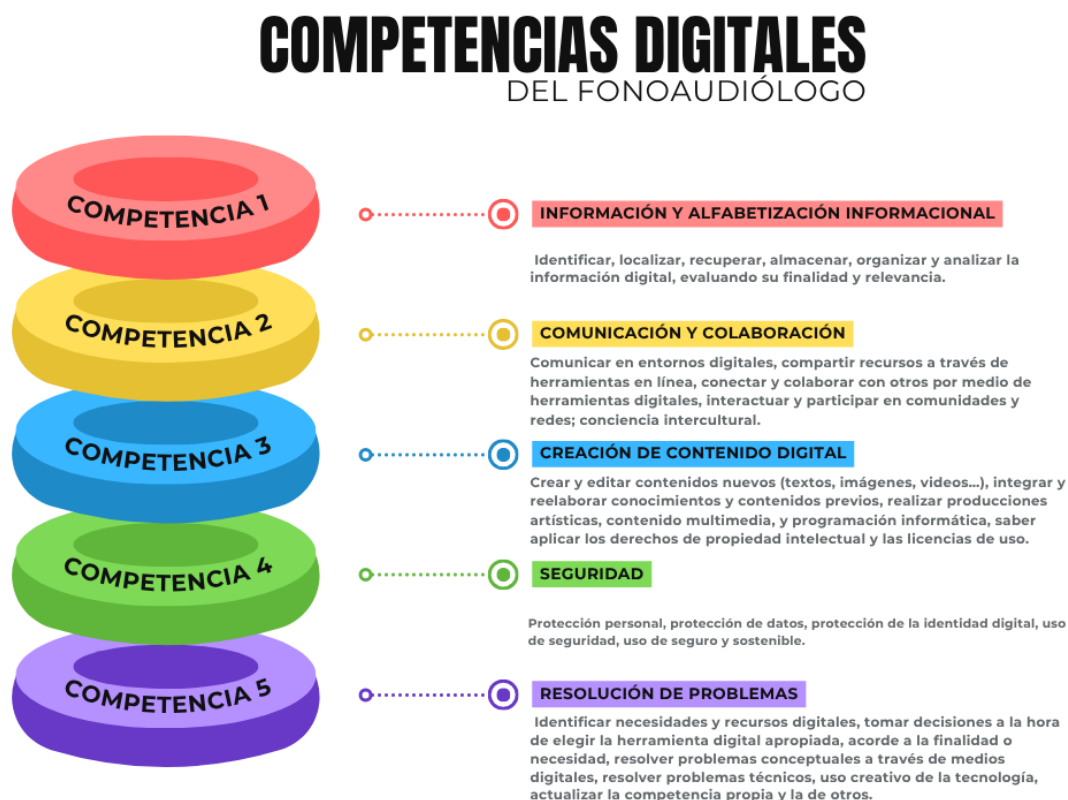 COMPETENCIAS DIGITALES
DEL FONOAUDIÓLOGO
COMPETENCIA 1
INFORMACIÓN Y ALFABETIZACIÓN INFORMACIONAL
Identificar, localizar, recuperar, almacenar, organizar y analizar la
información digital, evaluando su finalidad y relevancia.
COMPETENCIA 2
COMUNICACIÓN Y COLABORACIÓN
Comunicar en entornos digitales, compartir recursos a través de
herramientas en línea, conectar y colaborar con otros por medio de
herramientas digitales, interactuar y participar en comunidades y
redes; conciencia intercultural.
COMPETENCIA 3
CREACIÓN DE CONTENIDO DIGITAL
Crear y editar contenidos nuevos (textos, imágenes, videos...), integrar y
reelaborar conocimientos y contenidos previos, realizar producciones
artísticas, contenido multimedia, y programación informática, saber
aplicar los derechos de propiedad intelectual y las licencias de uso.
COMPETENCIA 4
SEGURIDAD
Protección personal, protección de datos, protección de la identidad digital, uso
de seguridad, uso de seguro y sostenible.
COMPETENCIA 5
RESOLUCIÓN DE PROBLEMAS
Identificar necesidades y recursos digitales, tomar decisiones a la hora
de elegir la herramienta digital apropiada, acorde a la finalidad o
necesidad, resolver problemas conceptuales a través de medios
digitales, resolver problemas técnicos, uso creativo de la tecnología,
actualizar la competencia propia y la de otros.